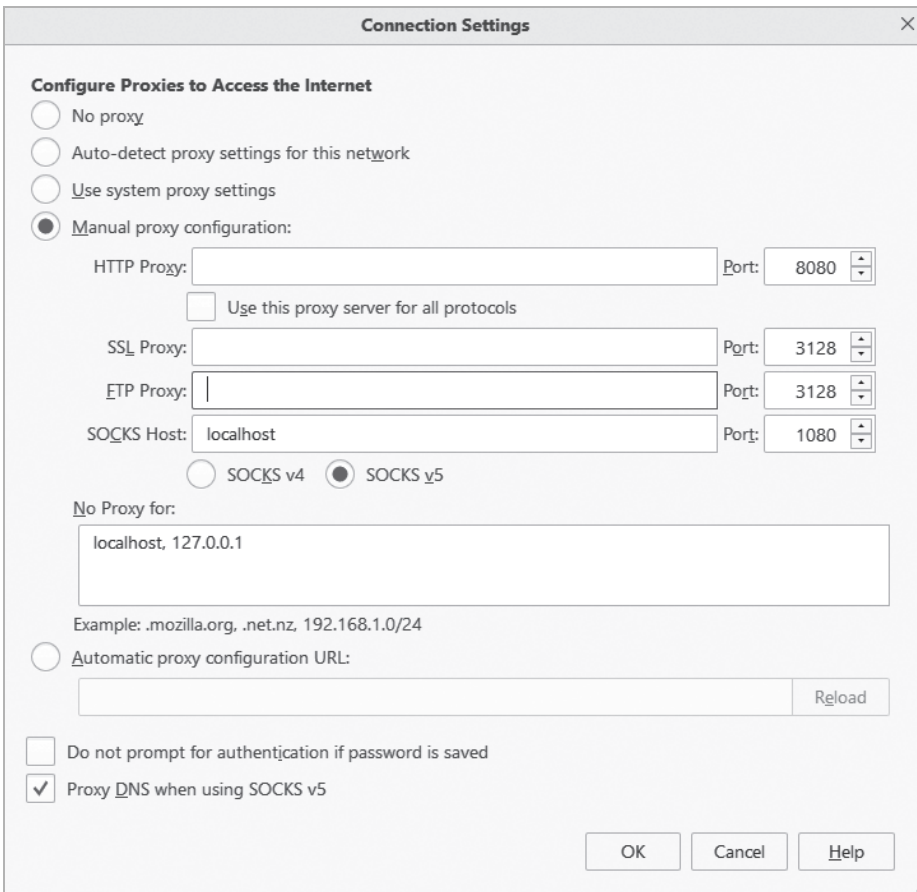 Connection Settings
Configure Proxies to Access the Internet
No proxy
Auto-detect proxy settings for this network
Use system proxy settings
Manual proxy configuration:
HTTP Proxy: Port: 8080
Use this proxy server for all protocols
SSL Proxy: Port: 3128
FTP Proxy: Port: 3128
SOCKS Host: localhost Port: 1080
SOCKS v4 SOCKS v5
No Proxy for:
localhost, 127.0.0.1
Example: .mozilla.org, .net.nz, 192.168.1.0/24
Automatic proxy configuration URL:
Reload
Do not prompt for authentication if password is saved
Proxy DNS when using SOCKS v5
OK Cancel Help